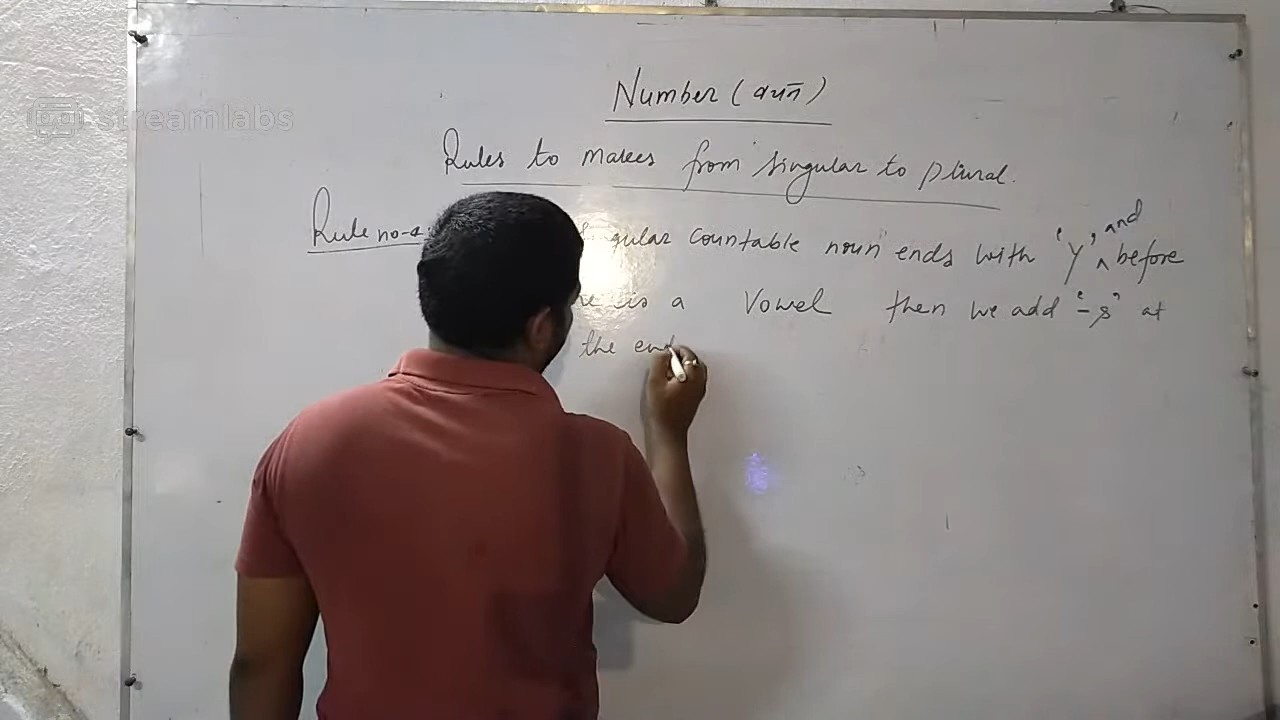 streamlabs
Number (वचन)
Rules to makes from singular to plural.
Rule no- gular countable noun ends with 'y', and before
re is a Vowel then we add '-s' at
the end